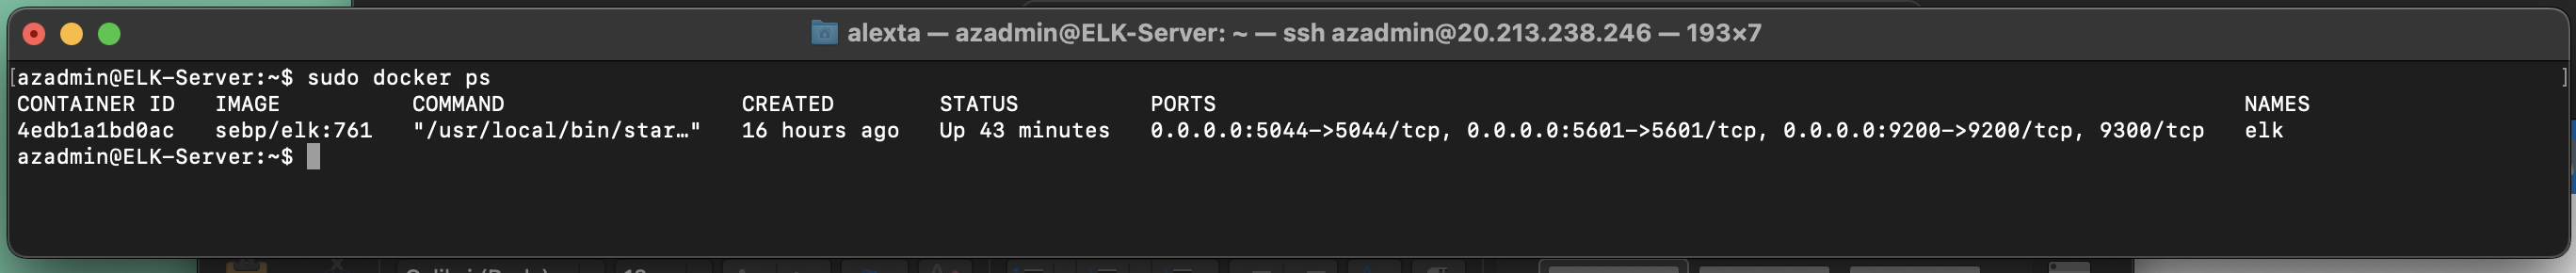 alexta — azadmin@ELK-Server: ~ — ssh azadmin@20.213.238.246 — 193×7
[azadmin@ELK-Server:~$ sudo docker ps ]
CONTAINER ID   IMAGE          COMMAND                  CREATED        STATUS          PORTS                                                                              NAMES
4edb1a1bd0ac   sebp/elk:761   "/usr/local/bin/star…"   16 hours ago   Up 43 minutes   0.0.0.0:5044->5044/tcp, 0.0.0.0:5601->5601/tcp, 0.0.0.0:9200->9200/tcp, 9300/tcp   elk
azadmin@ELK-Server:~$